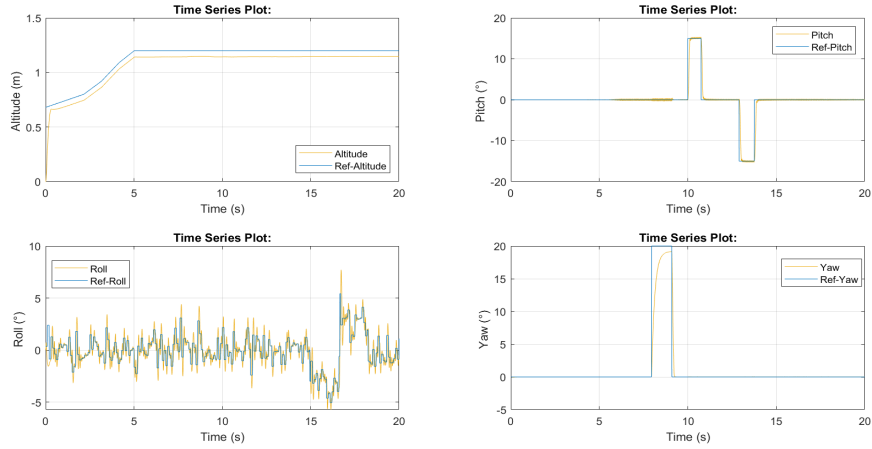 Time Series Plot:
1.5
1
0.5
0
Altitude (m)
Altitude
Ref-Altitude
0 5 10 15 20
Time (s)
Time Series Plot:
20
10
0
-10
-20
Pitch (°)
Pitch
Ref-Pitch
0 5 10 15 20
Time (s)
Time Series Plot:
10
5
0
-5
Roll (°)
Roll
Ref-Roll
0 5 10 15 20
Time (s)
Time Series Plot:
20
15
10
5
0
-5
Yaw (°)
Yaw
Ref-Yaw
0 5 10 15 20
Time (s)